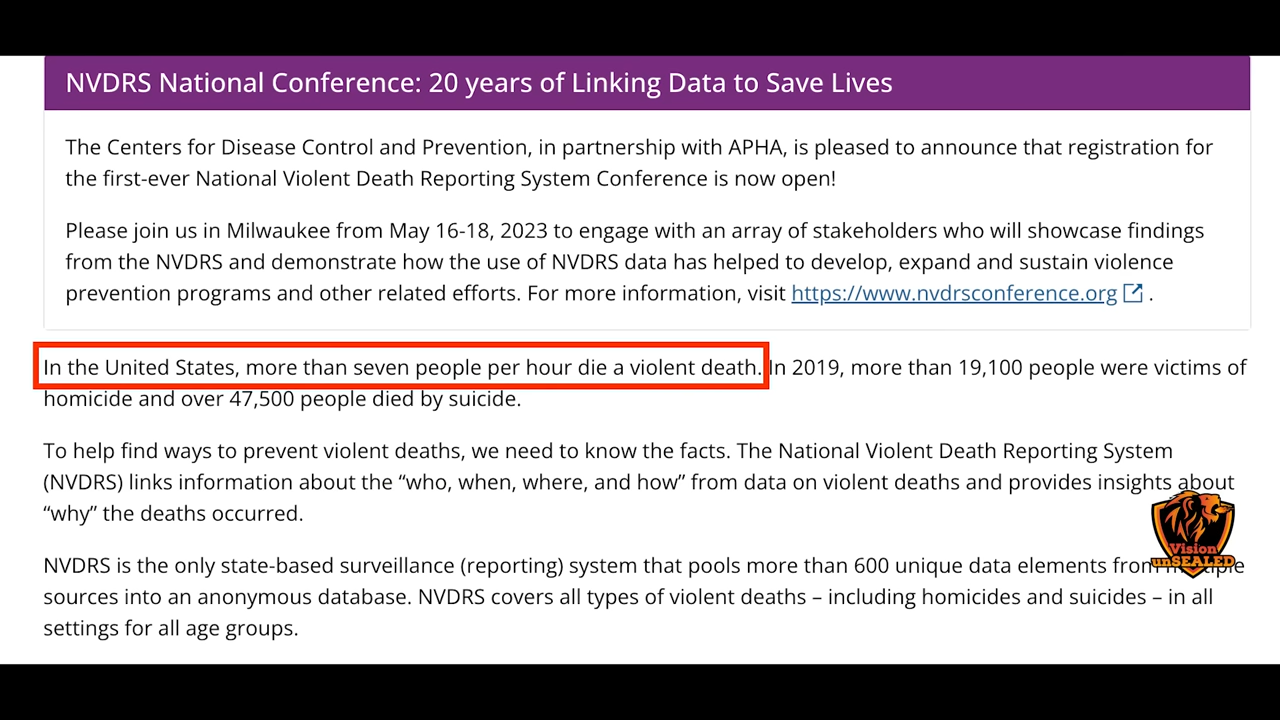 NVDRS National Conference: 20 years of Linking Data to Save Lives
The Centers for Disease Control and Prevention, in partnership with APHA, is pleased to announce that registration for
the first-ever National Violent Death Reporting System Conference is now open!
Please join us in Milwaukee from May 16-18, 2023 to engage with an array of stakeholders who will showcase findings
from the NVDRS and demonstrate how the use of NVDRS data has helped to develop, expand and sustain violence
prevention programs and other related efforts. For more information, visit https://www.nvdrsconference.org .
In the United States, more than seven people per hour die a violent death. In 2019, more than 19,100 people were victims of
homicide and over 47,500 people died by suicide.
To help find ways to prevent violent deaths, we need to know the facts. The National Violent Death Reporting System
(NVDRS) links information about the “who, when, where, and how” from data on violent deaths and provides insights about
“why” the deaths occurred.
NVDRS is the only state-based surveillance (reporting) system that pools more than 600 unique data elements from
sources into an anonymous database. NVDRS covers all types of violent deaths – including homicides and suicides – in all
settings for all age groups.
Vision
unSEALED